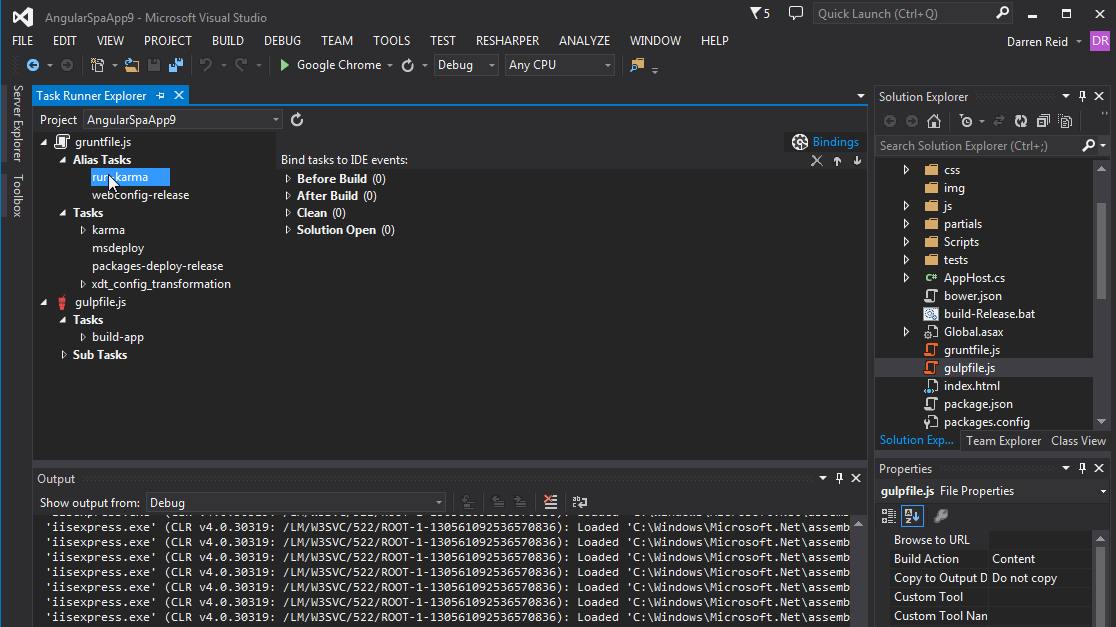 AngularSpaApp9 - Microsoft Visual Studio
5
Quick Launch (Ctrl+Q)
FILE EDIT VIEW PROJECT BUILD DEBUG TEAM TOOLS TEST RESHARPER ANALYZE WINDOW HELP
Darren Reid
DR
Google Chrome
Debug
Any CPU
Server Explorer
Toolbox
Task Runner Explorer
Project AngularSpaApp9
gruntfile.js
Alias Tasks
webconfig-release
Tasks
karma
msdeploy
packages-deploy-release
xdt_config_transformation
gulpfile.js
Tasks
build-app
Sub Tasks
Bindings
Bind tasks to IDE events:
Before Build (0)
After Build (0)
Clean (0)
Solution Open (0)
Solution Explorer
Search Solution Explorer (Ctrl+;)
css
img
js
partials
Scripts
tests
C# AppHost.cs
bower.json
build-Release.bat
Global.asax
gruntfile.js
gulpfile.js
index.html
package.json
packages.config
Solution Exp... Team Explorer Class View
Output
Show output from: Debug
'iisexpress.exe' (CLR v4.0.30319: /LM/W3SVC/522/ROOT-1-130561092536570836): Loaded 'C:\Windows\Microsoft.Net\assemb
'iisexpress.exe' (CLR v4.0.30319: /LM/W3SVC/522/ROOT-1-130561092536570836): Loaded 'C:\Windows\Microsoft.Net\assemb
'iisexpress.exe' (CLR v4.0.30319: /LM/W3SVC/522/ROOT-1-130561092536570836): Loaded 'C:\Windows\Microsoft.Net\assemb
'iisexpress.exe' (CLR v4.0.30319: /LM/W3SVC/522/ROOT-1-130561092536570836): Loaded 'C:\Windows\Microsoft.Net\assemb
'iisexpress.exe' (CLR v4.0.30319: /LM/W3SVC/522/ROOT-1-130561092536570836): Loaded 'C:\Windows\Microsoft.Net\assemb
'iisexpress.exe' (CLR v4.0.30319: /LM/W3SVC/522/ROOT-1-130561092536570836): Loaded 'C:\Windows\Microsoft.Net\assemb
'iisexpress.exe' (CLR v4.0.30319: /LM/W3SVC/522/ROOT-1-130561092536570836): Loaded 'C:\Windows\Microsoft.Net\assemb
Properties
gulpfile.js File Properties
Browse to URL
Build Action Content
Copy to Output D Do not copy
Custom Tool
Custom Tool Nan